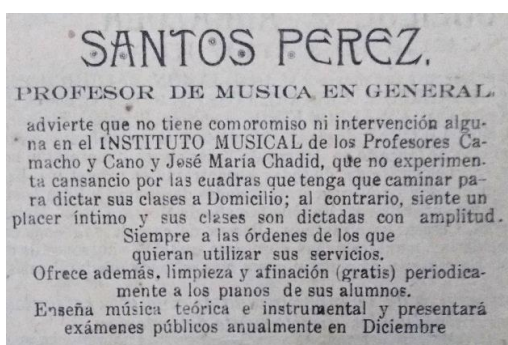 SANTOS PEREZ.
PROFESOR DE MUSICA EN GENERAL.
advierte que no tiene comoromiso ni intervención algu-
na en el INSTITUTO MUSICAL de los Profesores Ca-
macho y Cano y José María Chadid, que no experimen-
ta cansancio por las cuadras que tenga que caminar pa-
ra dictar sus clases a Domicilio; al contrario, siente un
placer íntimo y sus clases son dictadas con amplitud.
Siempre a las órdenes de los que
quieran utilizar sus servicios.
Ofrece además, limpieza y afinación (gratis) periodica-
mente a los pianos de sus alumnos.
Enseña música teórica e instrumental y presentará
exámenes públicos anualmente en Diciembre